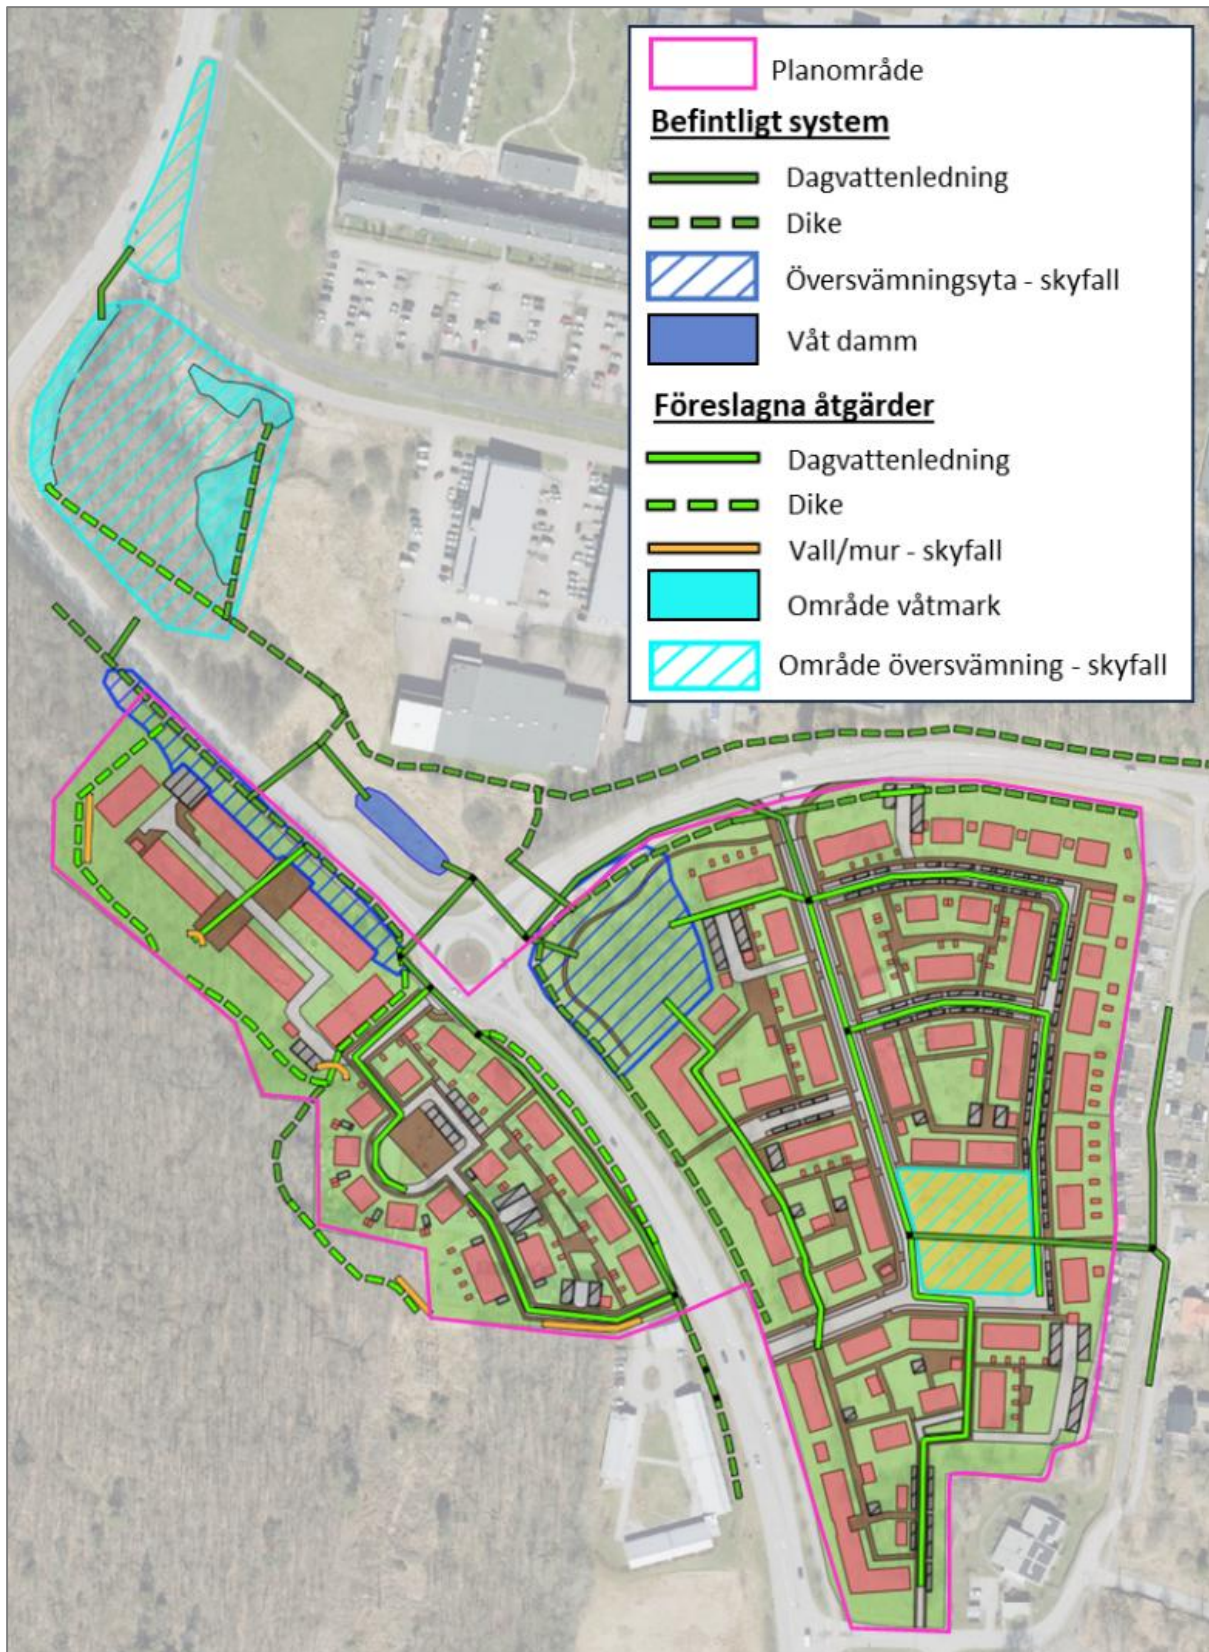 Planområde
Befintligt system
Dagvattenledning
Dike
Översvämningsyta - skyfall
Våt damm
Föreslagna åtgärder
Dagvattenledning
Dike
Vall/mur - skyfall
Område våtmark
Område översvämning - skyfall